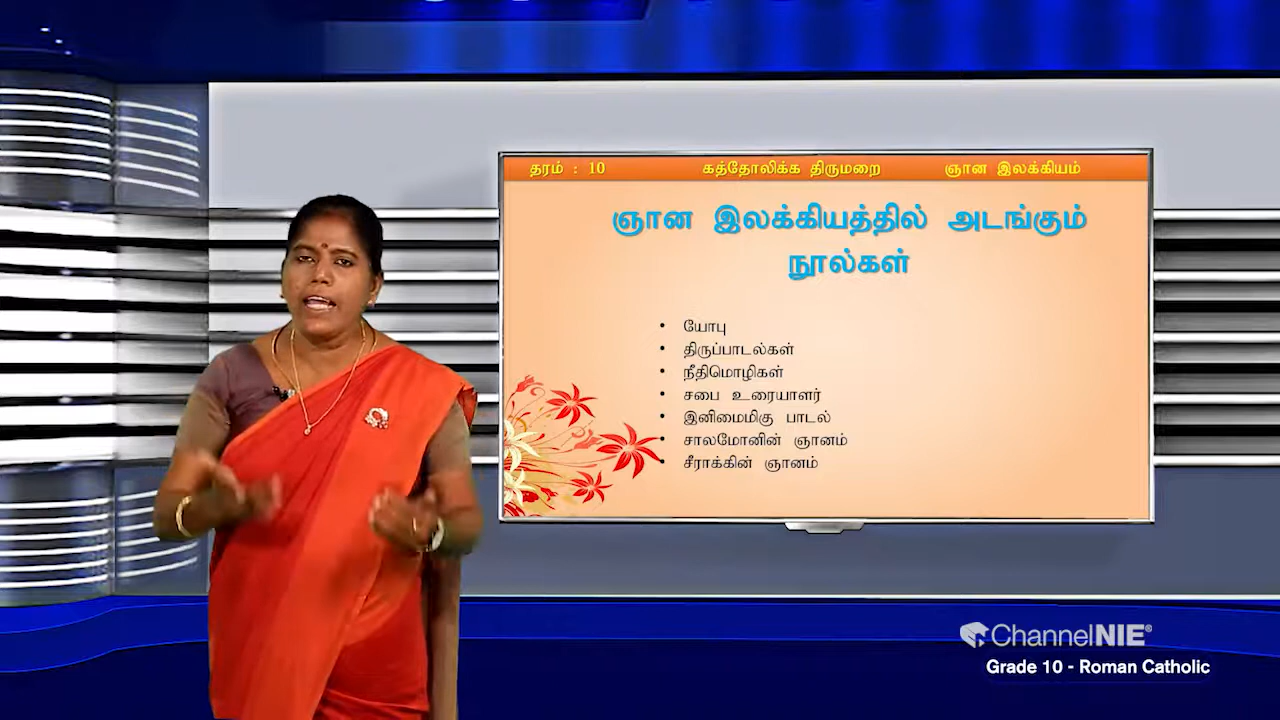 தரம் : 10 கத்தோலிக்க திருமறை ஞான இலக்கியம்
ஞான இலக்கியத்தில் அடங்கும்
நூல்கள்
• யோபு
• திருப்பாடல்கள்
• நீதிமொழிகள்
• சபை உரையாளர்
• இனிமைமிகு பாடல்
• சாலமோனின் ஞானம்
• சீராக்கின் ஞானம்
ChannelNIE®
Grade 10 - Roman Catholic